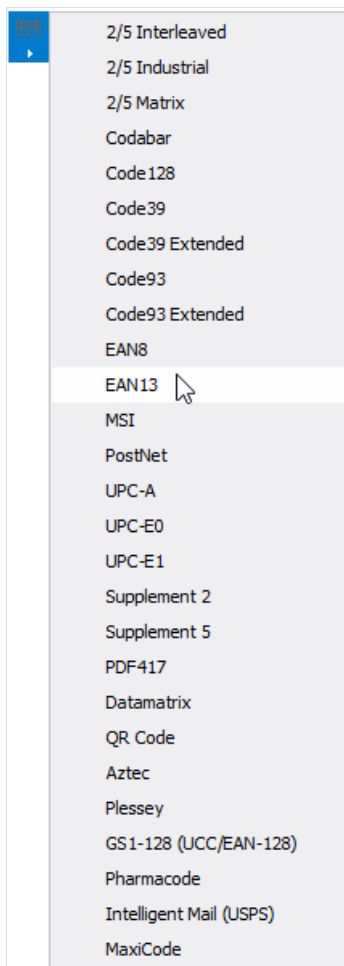 2/5 Interleaved
2/5 Industrial
2/5 Matrix
Codabar
Code128
Code39
Code39 Extended
Code93
Code93 Extended
EAN8
EAN13
MSI
PostNet
UPC-A
UPC-E0
UPC-E1
Supplement 2
Supplement 5
PDF417
Datamatrix
QR Code
Aztec
Plessey
GS1-128 (UCC/EAN-128)
Pharmacode
Intelligent Mail (USPS)
MaxiCode